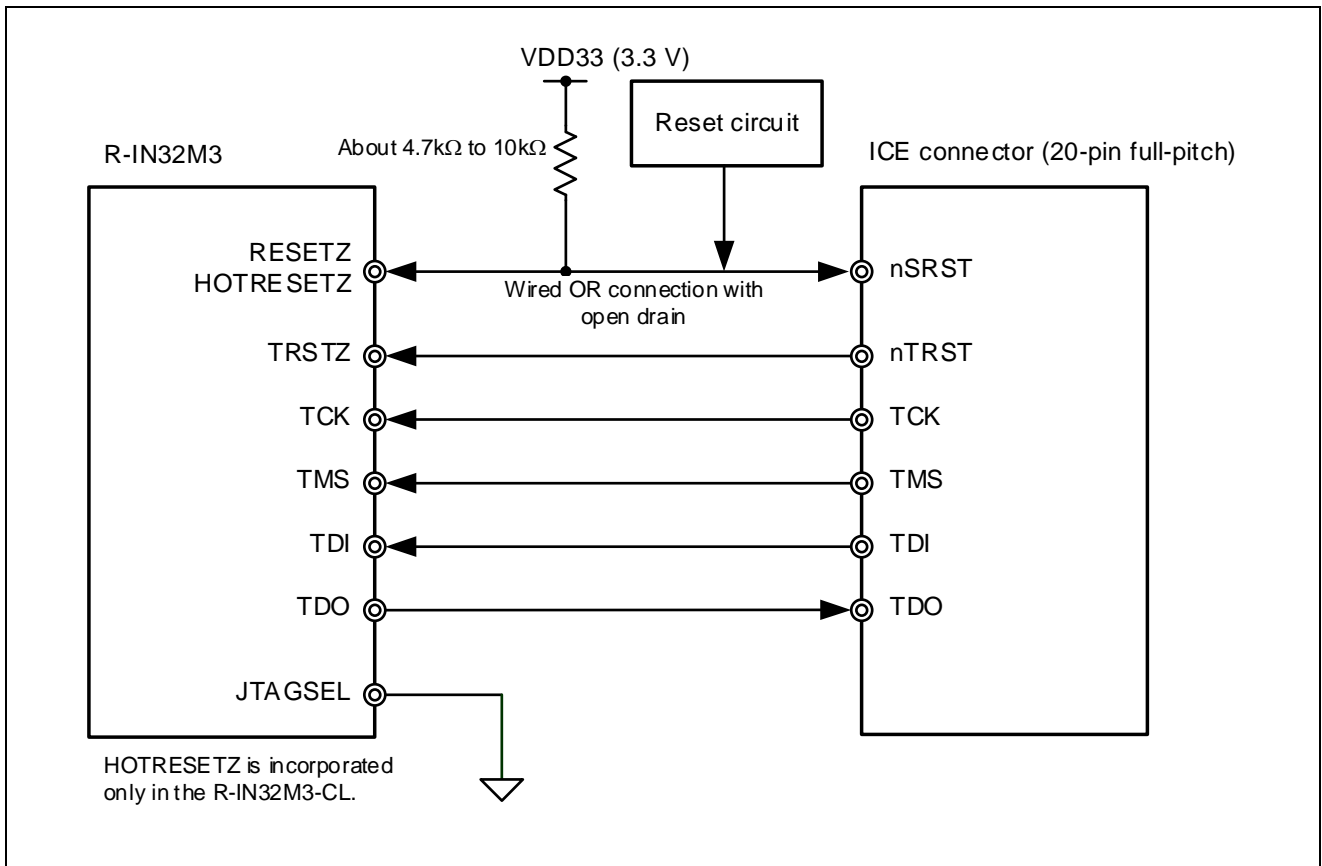 VDD33 (3.3 V)
Reset circuit
About 4.7kΩ to 10kΩ
R-IN32M3
ICE connector (20-pin full-pitch)
RESETZ
HOTRESETZ
nSRST
Wired OR connection with
open drain
TRSTZ
nTRST
TCK
TCK
TMS
TMS
TDI
TDI
TDO
TDO
JTAGSEL
HOTRESETZ is incorporated
only in the R-IN32M3-CL.